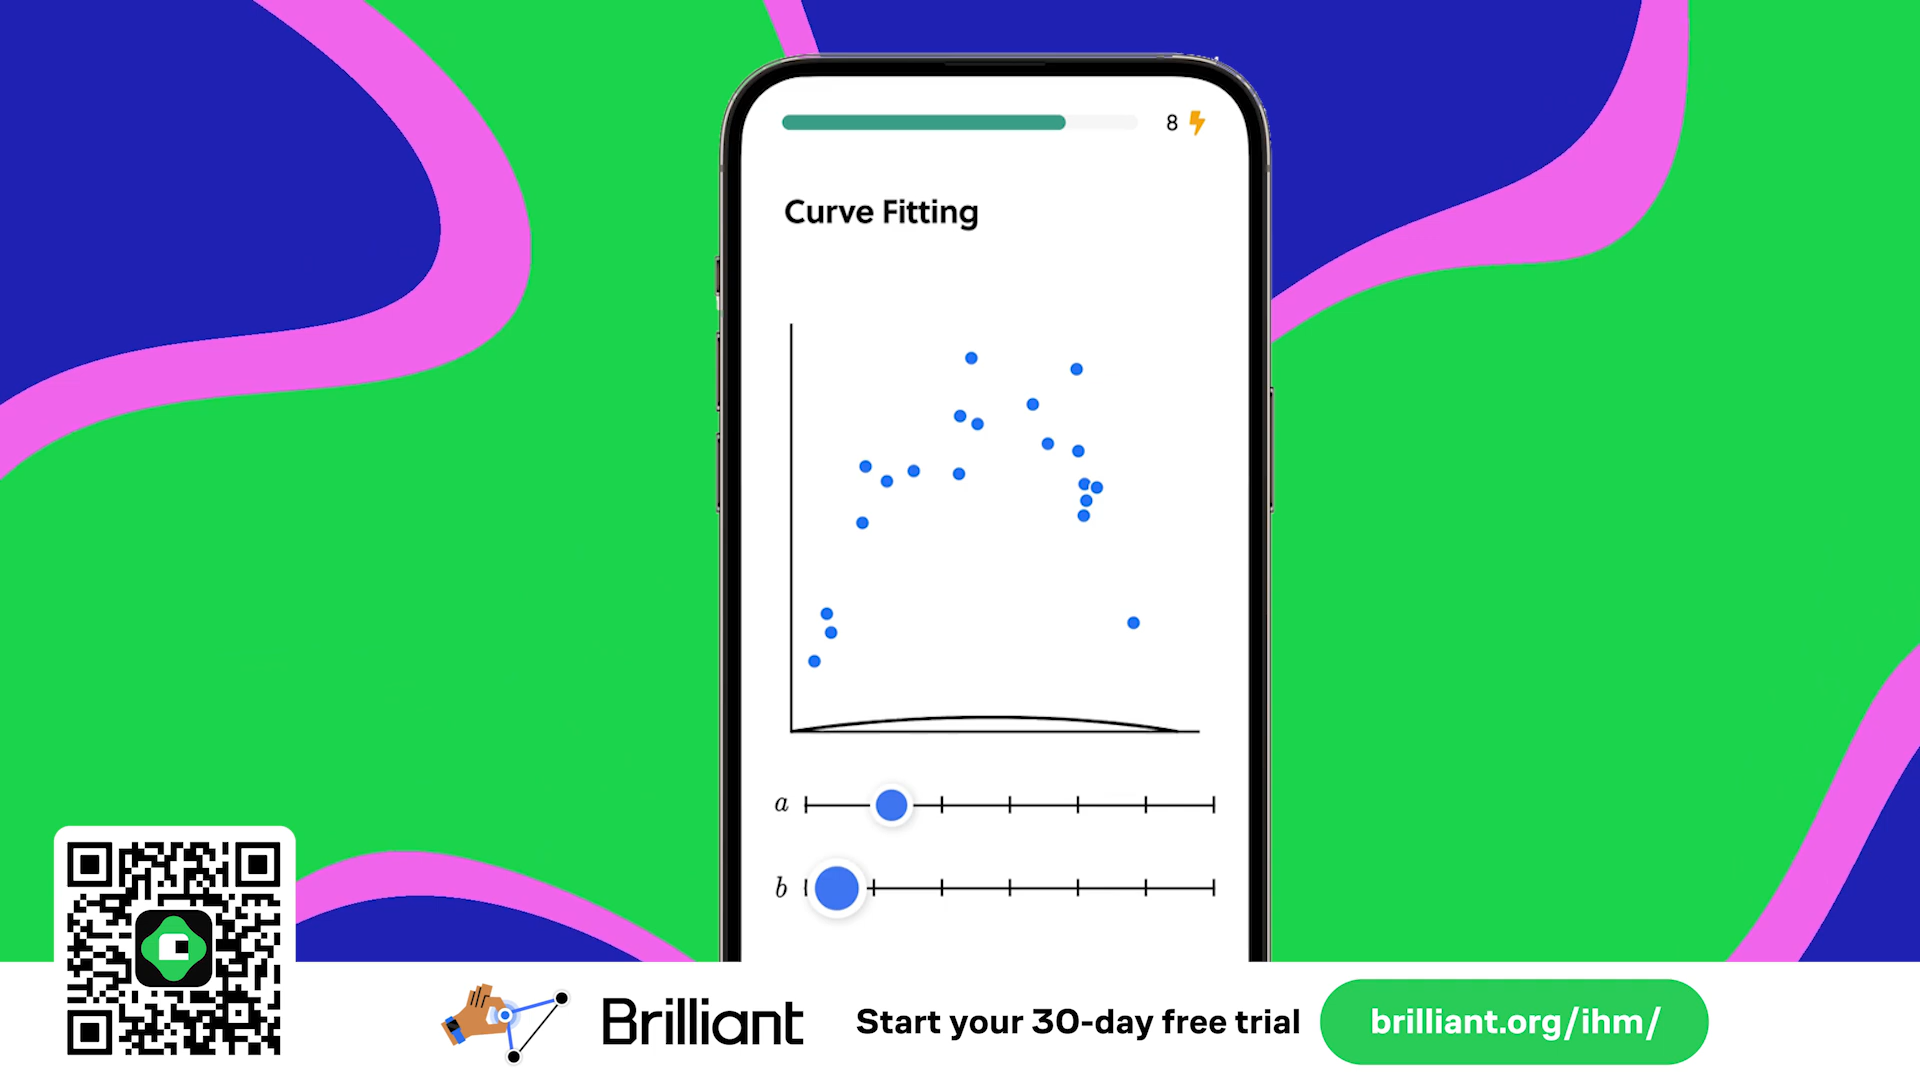 8
Curve Fitting
a
b
Brilliant
Start your 30-day free trial
brilliant.org/ihm/